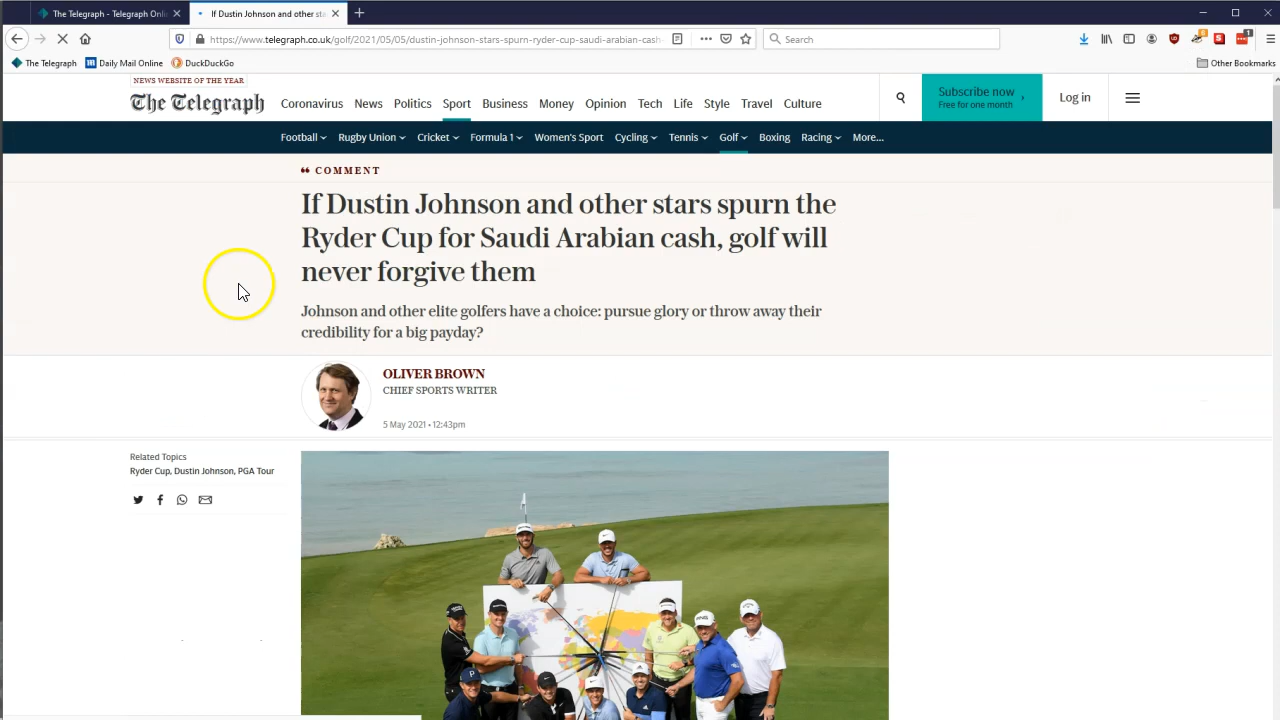 The Telegraph - Telegraph Onli
If Dustin Johnson and other sta
https://www.telegraph.co.uk/golf/2021/05/05/dustin-johnson-stars-spurn-ryder-cup-saudi-arabian-cash-
Search
The Telegraph Daily Mail Online DuckDuckGo Other Bookmarks
NEWS WEBSITE OF THE YEAR
The Telegraph
Coronavirus News Politics Sport Business Money Opinion Tech Life Style Travel Culture
Subscribe now
Free for one month
Log in
Football Rugby Union Cricket Formula 1 Women's Sport Cycling Tennis Golf Boxing Racing More...
COMMENT
If Dustin Johnson and other stars spurn the
Ryder Cup for Saudi Arabian cash, golf will
never forgive them
Johnson and other elite golfers have a choice: pursue glory or throw away their
credibility for a big payday?
OLIVER BROWN
CHIEF SPORTS WRITER
5 May 2021 • 12:43pm
Related Topics
Ryder Cup, Dustin Johnson, PGA Tour
PING